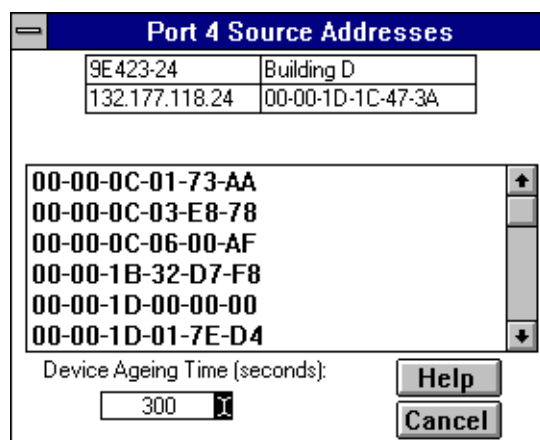 Port 4 Source Addresses
9E423-24 Building D
132.177.118.24 00-00-1D-1C-47-3A
00-00-0C-01-73-AA
00-00-0C-03-E8-78
00-00-0C-06-00-AF
00-00-1B-32-D7-F8
00-00-1D-00-00-00
00-00-1D-01-7E-D4
Device Ageing Time (seconds):
300
Help
Cancel